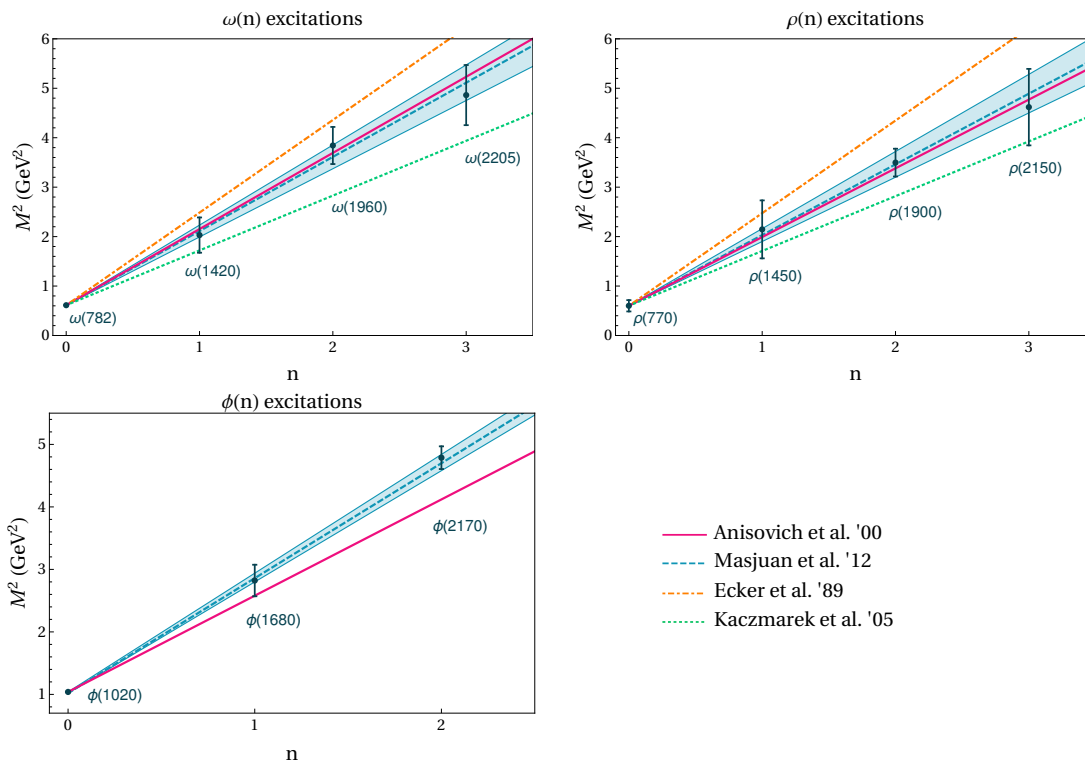 ω(n) excitations
6
5
4
3
2
1
0
M² (GeV²)
ω(782)
ω(1420)
ω(1960)
ω(2205)
0
1
2
3
n
ρ(n) excitations
6
5
4
3
2
1
0
M² (GeV²)
ρ(770)
ρ(1450)
ρ(1900)
ρ(2150)
0
1
2
3
n
ϕ(n) excitations
5
4
3
2
1
M² (GeV²)
ϕ(1020)
ϕ(1680)
ϕ(2170)
0
1
2
n
Anisovich et al. '00
Masjuan et al. '12
Ecker et al. '89
Kaczmarek et al. '05